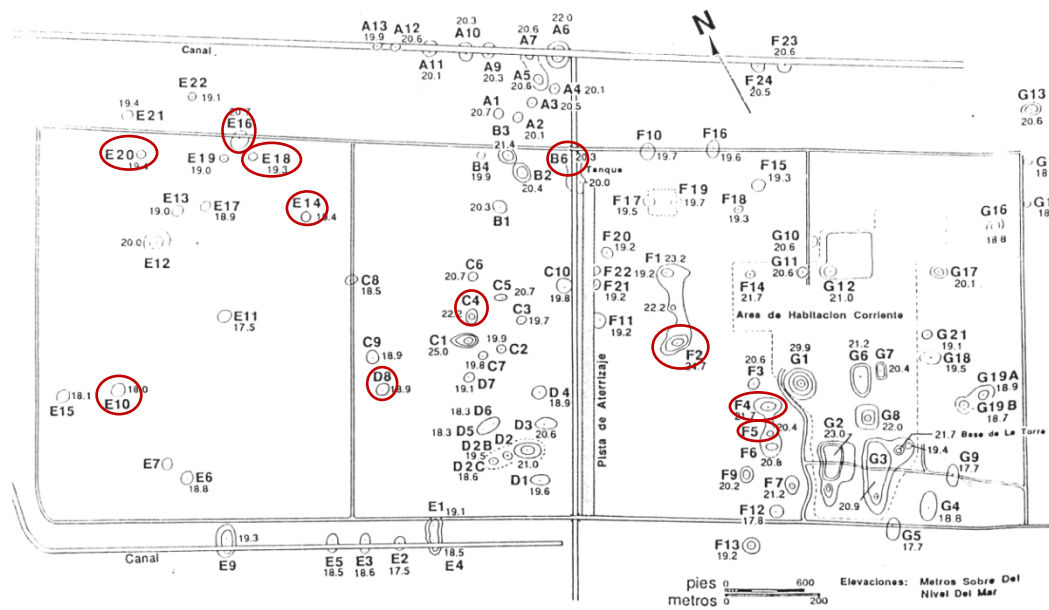 A13
19.9
A12
20.6
20.3
A10
20.6
A7
22.0
A6
Canal
A11
20.1
A9
20.3
A5
20.6
A4
20.1
F23
20.6
F24
20.5
N
E22
19.1
19.4
E21
A1
20.7
A3
20.5
A2
20.1
G13
20.6
E16
E20
19.4
E19
19.0
E18
19.3
B3
21.4
B4
19.9
B2
20.4
B6
20.3
Tanque
20.0
F10
19.7
F16
19.6
F15
19.3
E13
19.0
E17
18.9
E14
19.4
20.3
B1
F17
19.5
F19
19.7
F18
19.3
G16
18.8
20.0
E12
F20
19.2
G10
20.6
C6
20.7
C8
18.5
C5
20.7
C10
19.8
F22
F21
19.2
F1
23.2
19.2
F14
21.7
G11
20.6
G12
21.0
G17
20.1
E11
17.5
C4
22.2
C3
19.7
F11
19.2
22.2
Area de Habitacion Corriente
C1
25.0
19.9
C2
19.8
C7
C9
18.9
F2
24.7
20.6
F3
29.9
G1
21.2
G6
G7
20.4
G21
19.1
G18
19.5
E15
18.1
E10
18.0
D8
18.9
D7
19.1
D4
18.9
Pista de Aterrizaje
F4
21.7
F5
20.4
F6
20.8
G8
22.0
G19A
18.9
G19B
18.7
18.3
D6
18.3
D5
D3
20.6
D2B
19.5
D2
21.0
D2C
18.6
D1
19.6
G2
23.0
G3
20.9
21.7
Base de La Torre
19.4
G9
17.7
E7
E6
18.8
F9
20.2
F7
21.2
F12
17.8
G4
18.8
G5
17.7
E1
19.1
19.3
E9
Canal
E5
18.5
E3
18.6
E2
17.5
18.5
E4
F13
19.2
pies 0 600
metros 0 200
Elevaciones: Metros Sobre Del
Nivel Del Mar